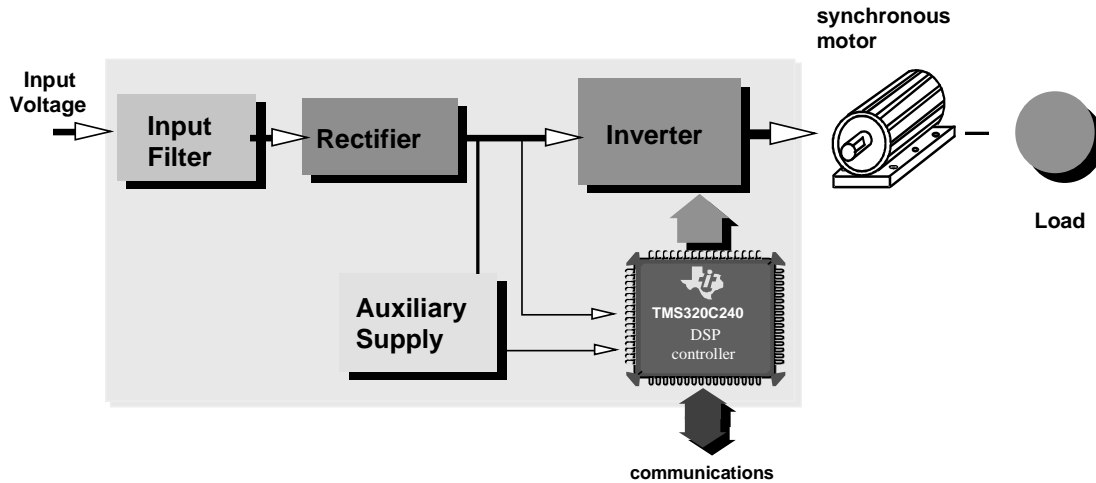 synchronous
motor
Input
Voltage
Input
Filter
Rectifier
Inverter
Load
Auxiliary
Supply
TMS320C240
DSP
controller
communications